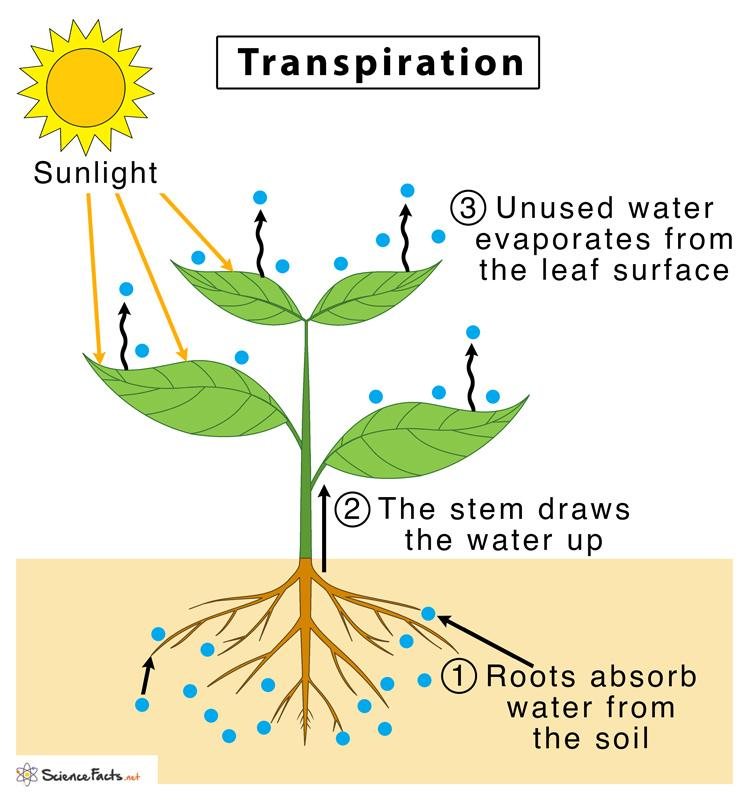 Transpiration
Sunlight
3 Unused water
evaporates from
the leaf surface
2 The stem draws
the water up
1 Roots absorb
water from
the soil
ScienceFacts.net